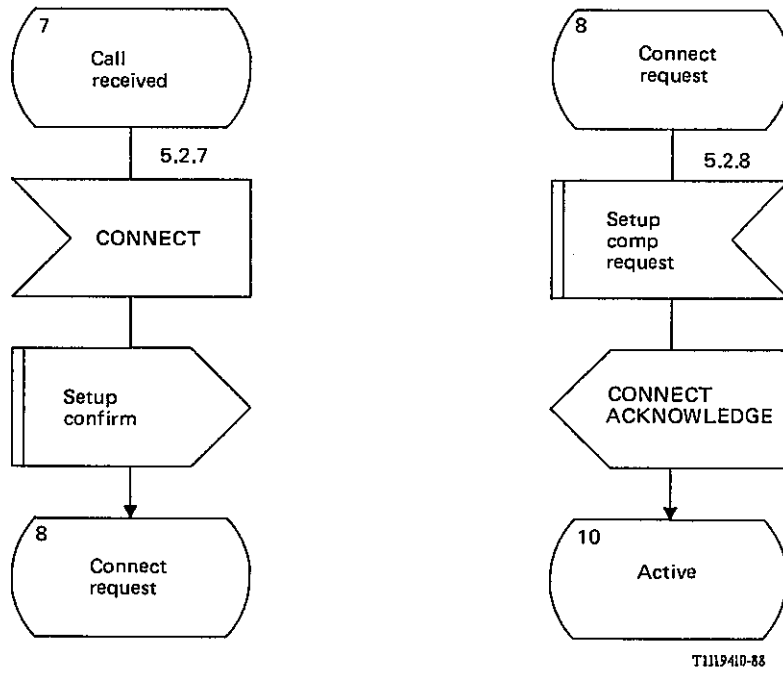 7
Call
received
5.2.7
CONNECT
Setup
confirm
8
Connect
request
8
Connect
request
5.2.8
Setup
comp
request
CONNECT
ACKNOWLEDGE
10
Active
T1119410-88